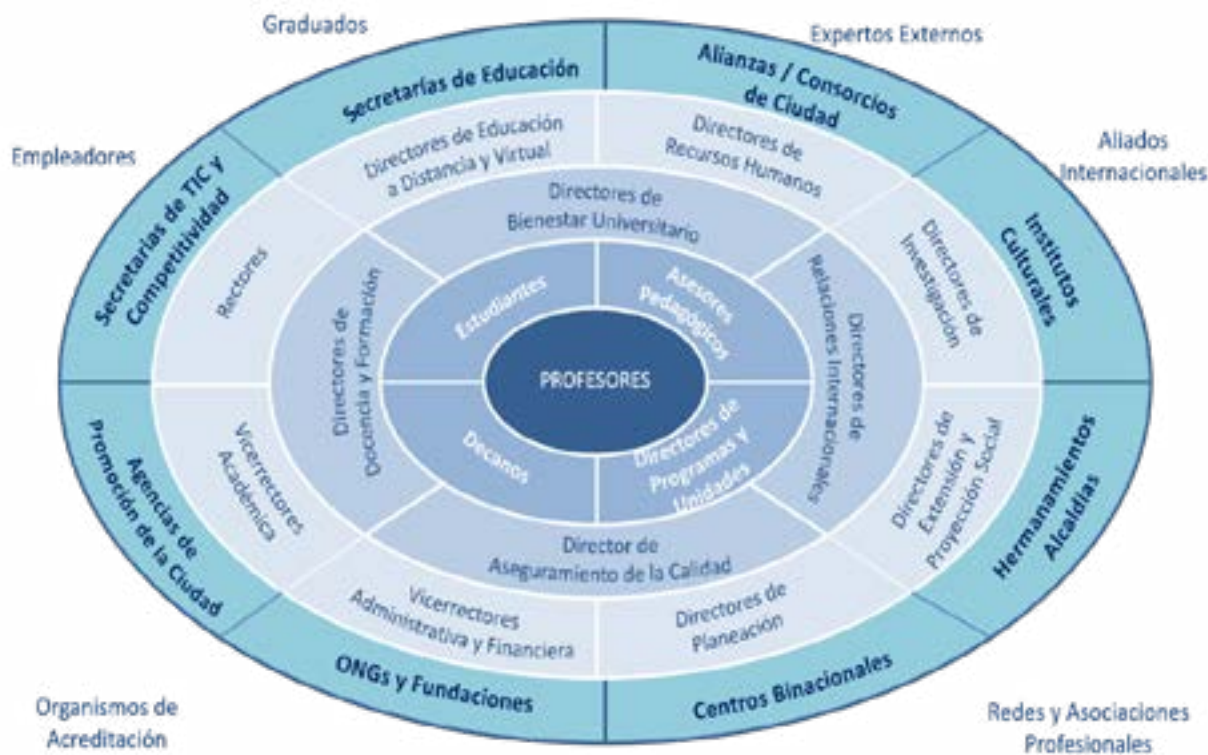 Graduados
Expertos Externos
Empleadores
Aliados
Internacionales
Secretarías de Educación
Alianzas / Consorcios
de Ciudad
Secretarías de TIC y
Competitividad
Institutos
Culturales
Directores de Educación
a Distancia y Virtual
Directores de
Recursos Humanos
Rectores
Directores de
Investigación
Directores de
Bienestar Universitario
Directores de
Docencia y Formación
Directores de
Relaciones Internacionales
Estudiantes
Asesores
Pedagógicos
PROFESORES
Decanos
Directores de
Programas y
Unidades
Director de
Aseguramiento de la Calidad
Vicerrectores
Académica
Directores de
Extensión y
Proyección Social
Vicerrectores
Administrativa y Financiera
Directores de
Planeación
Agencias de
Promoción de la Ciudad
Hermanamientos
Alcaldías
ONGs y Fundaciones
Centros Binacionales
Organismos de
Acreditación
Redes y Asociaciones
Profesionales